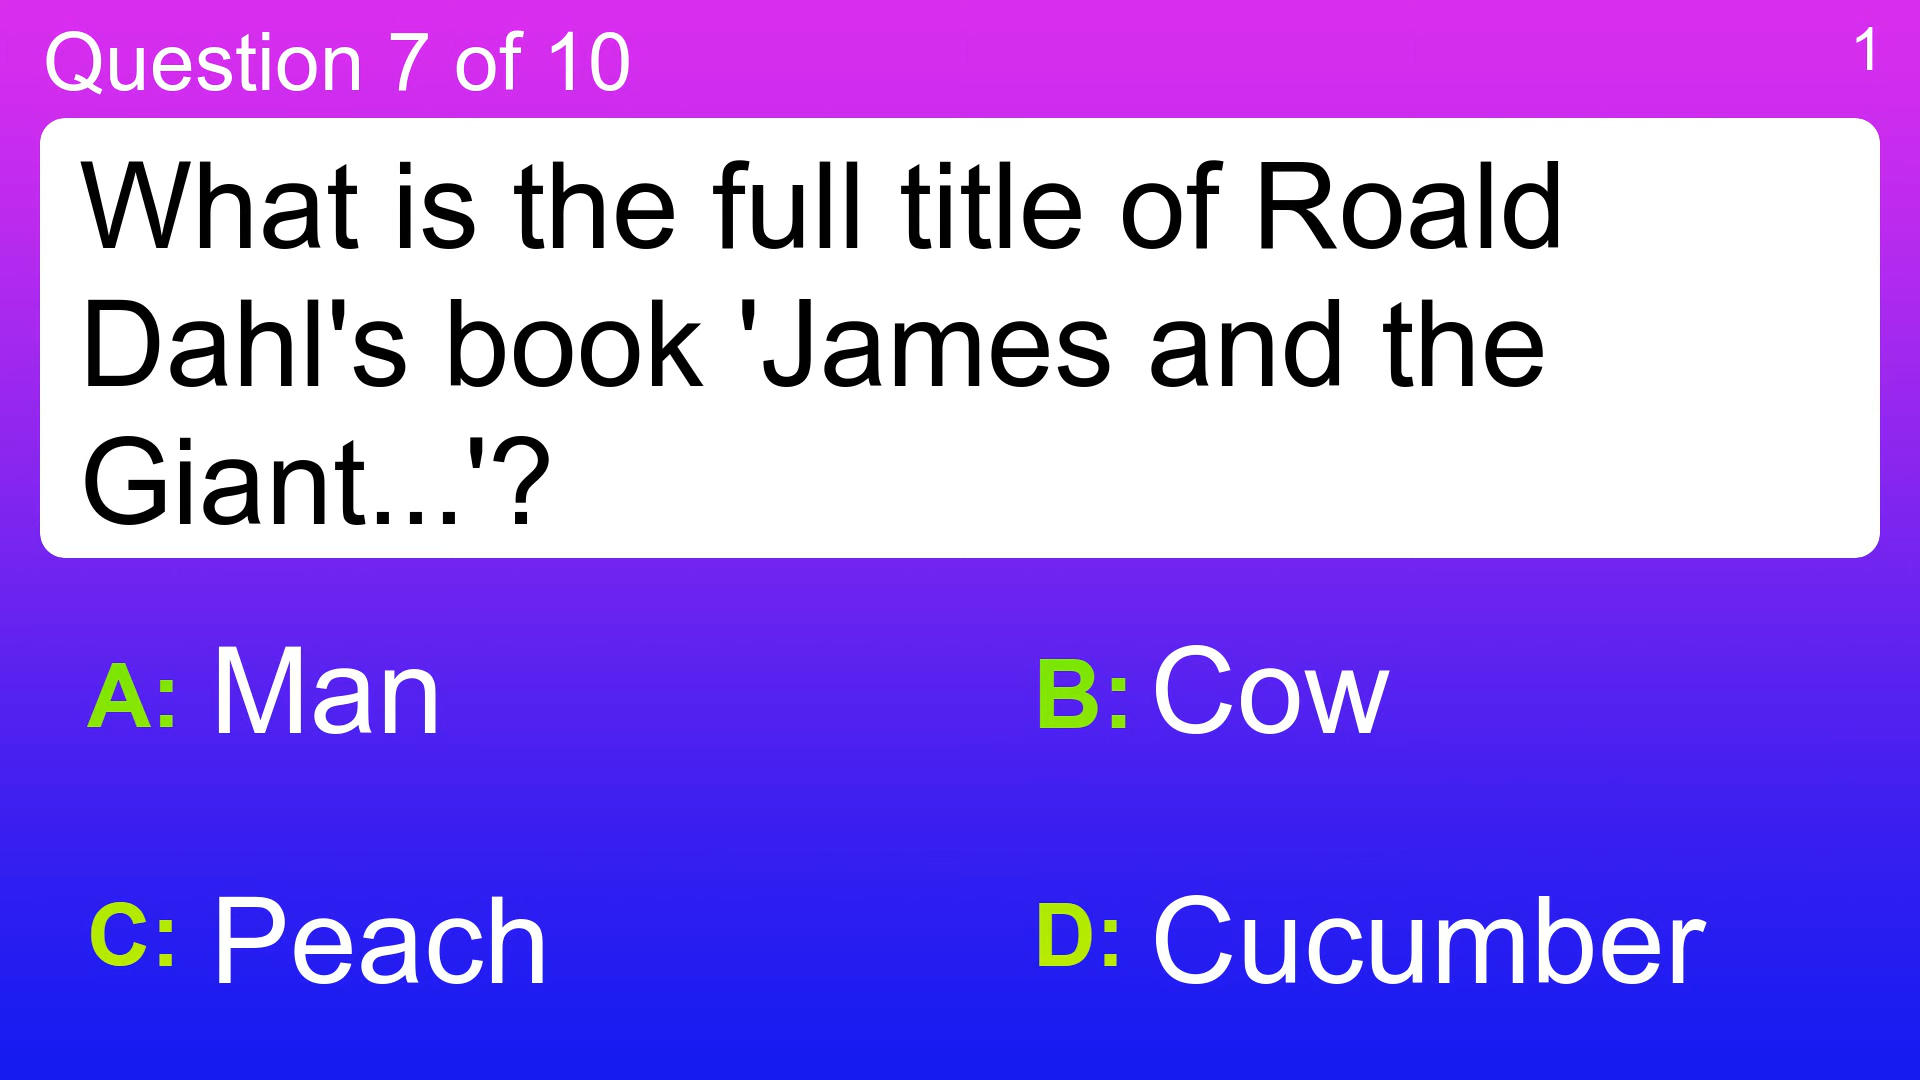 Question 7 of 10
1
What is the full title of Roald
Dahl's book 'James and the
Giant...'?
A: Man
B: Cow
C: Peach
D: Cucumber